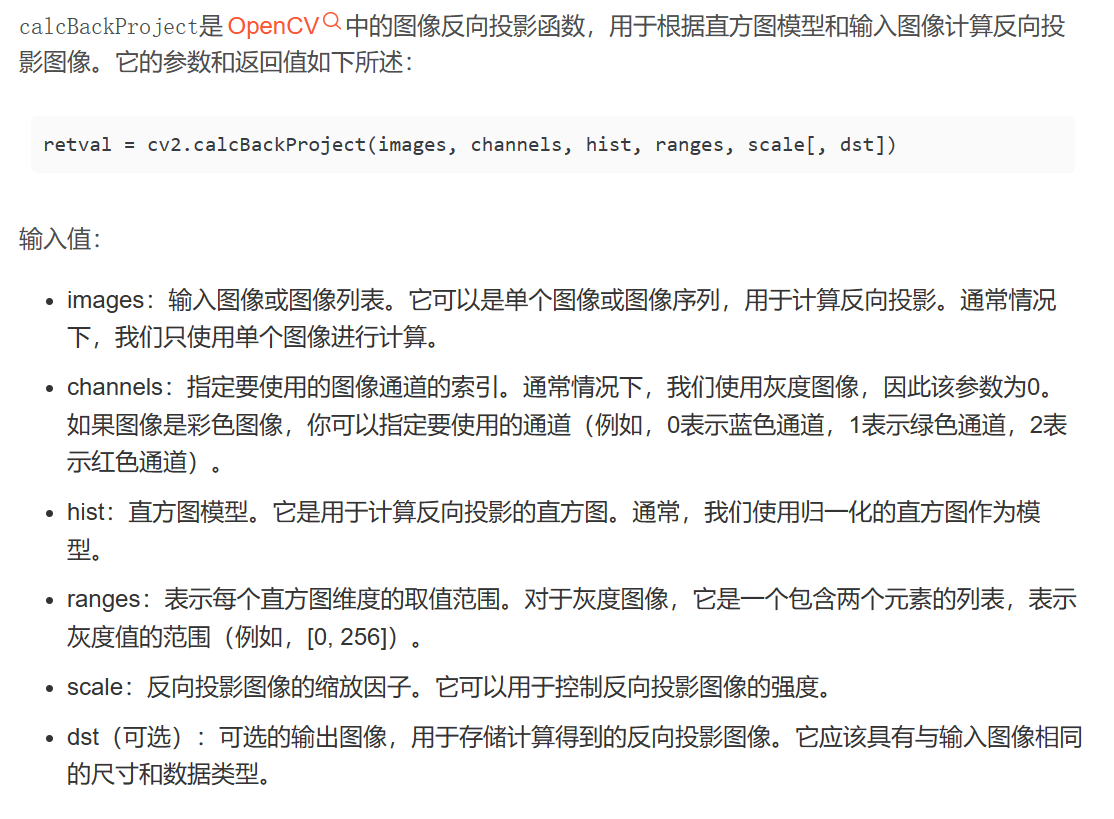 calcBackProject是 OpenCV 中的图像反向投影函数，用于根据直方图模型和输入图像计算反向投
影图像。它的参数和返回值如下所述：
retval = cv2.calcBackProject(images, channels, hist, ranges, scale[, dst])
输入值：
• images：输入图像或图像列表。它可以是单个图像或图像序列，用于计算反向投影。通常情况
下，我们只使用单个图像进行计算。
• channels：指定要使用的图像通道的索引。通常情况下，我们使用灰度图像，因此该参数为0。
如果图像是彩色图像，你可以指定要使用的通道（例如，0表示蓝色通道，1表示绿色通道，2表
示红色通道）。
• hist：直方图模型。它是用于计算反向投影的直方图。通常，我们使用归一化的直方图作为模
型。
• ranges：表示每个直方图维度的取值范围。对于灰度图像，它是一个包含两个元素的列表，表示
灰度值的范围（例如，[0, 256]）。
• scale：反向投影图像的缩放因子。它可以用于控制反向投影图像的强度。
• dst（可选）：可选的输出图像，用于存储计算得到的反向投影图像。它应该具有与输入图像相同
的尺寸和数据类型。